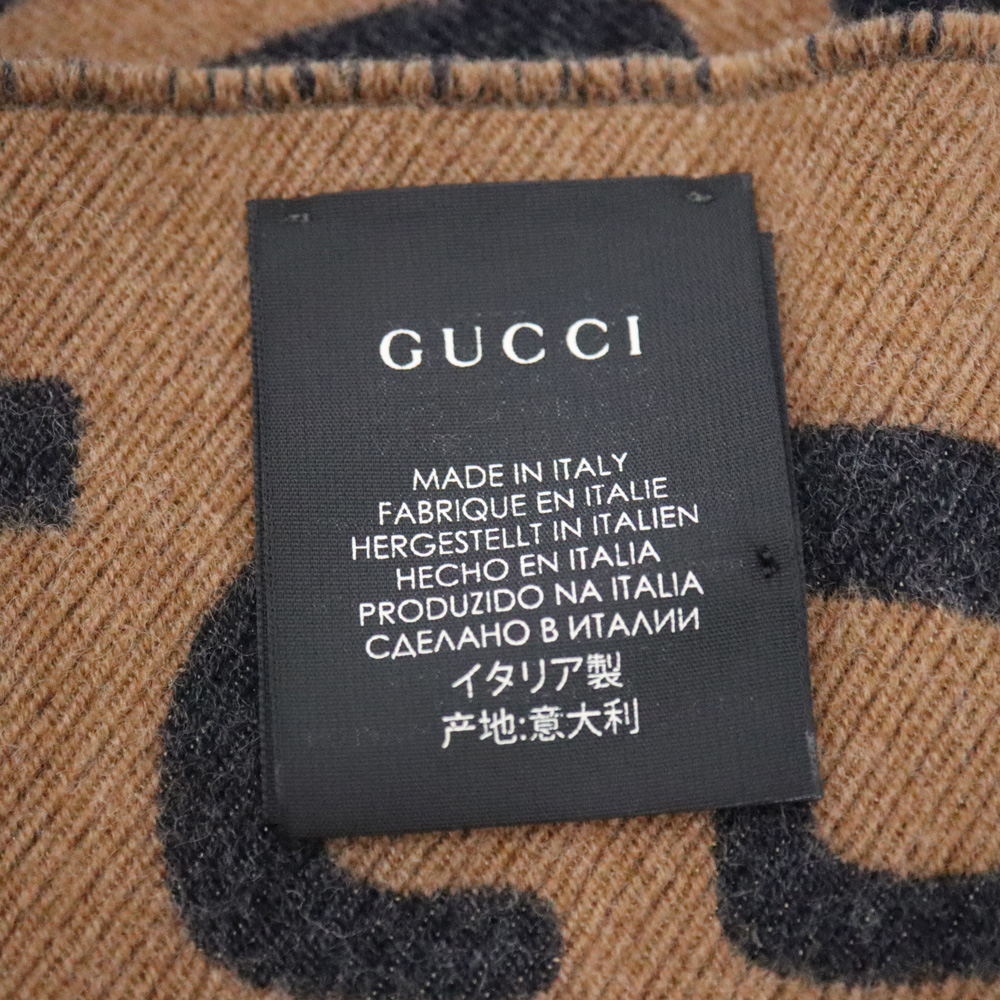 GUCCI
MADE IN ITALY
FABRIQUE EN ITALIE
HERGESTELLT IN ITALIEN
HECHO EN ITALIA
PRODUZIDO NA ITALIA
СДЕЛАНО В ИТАЛИИ
イタリア製
产地:意大利